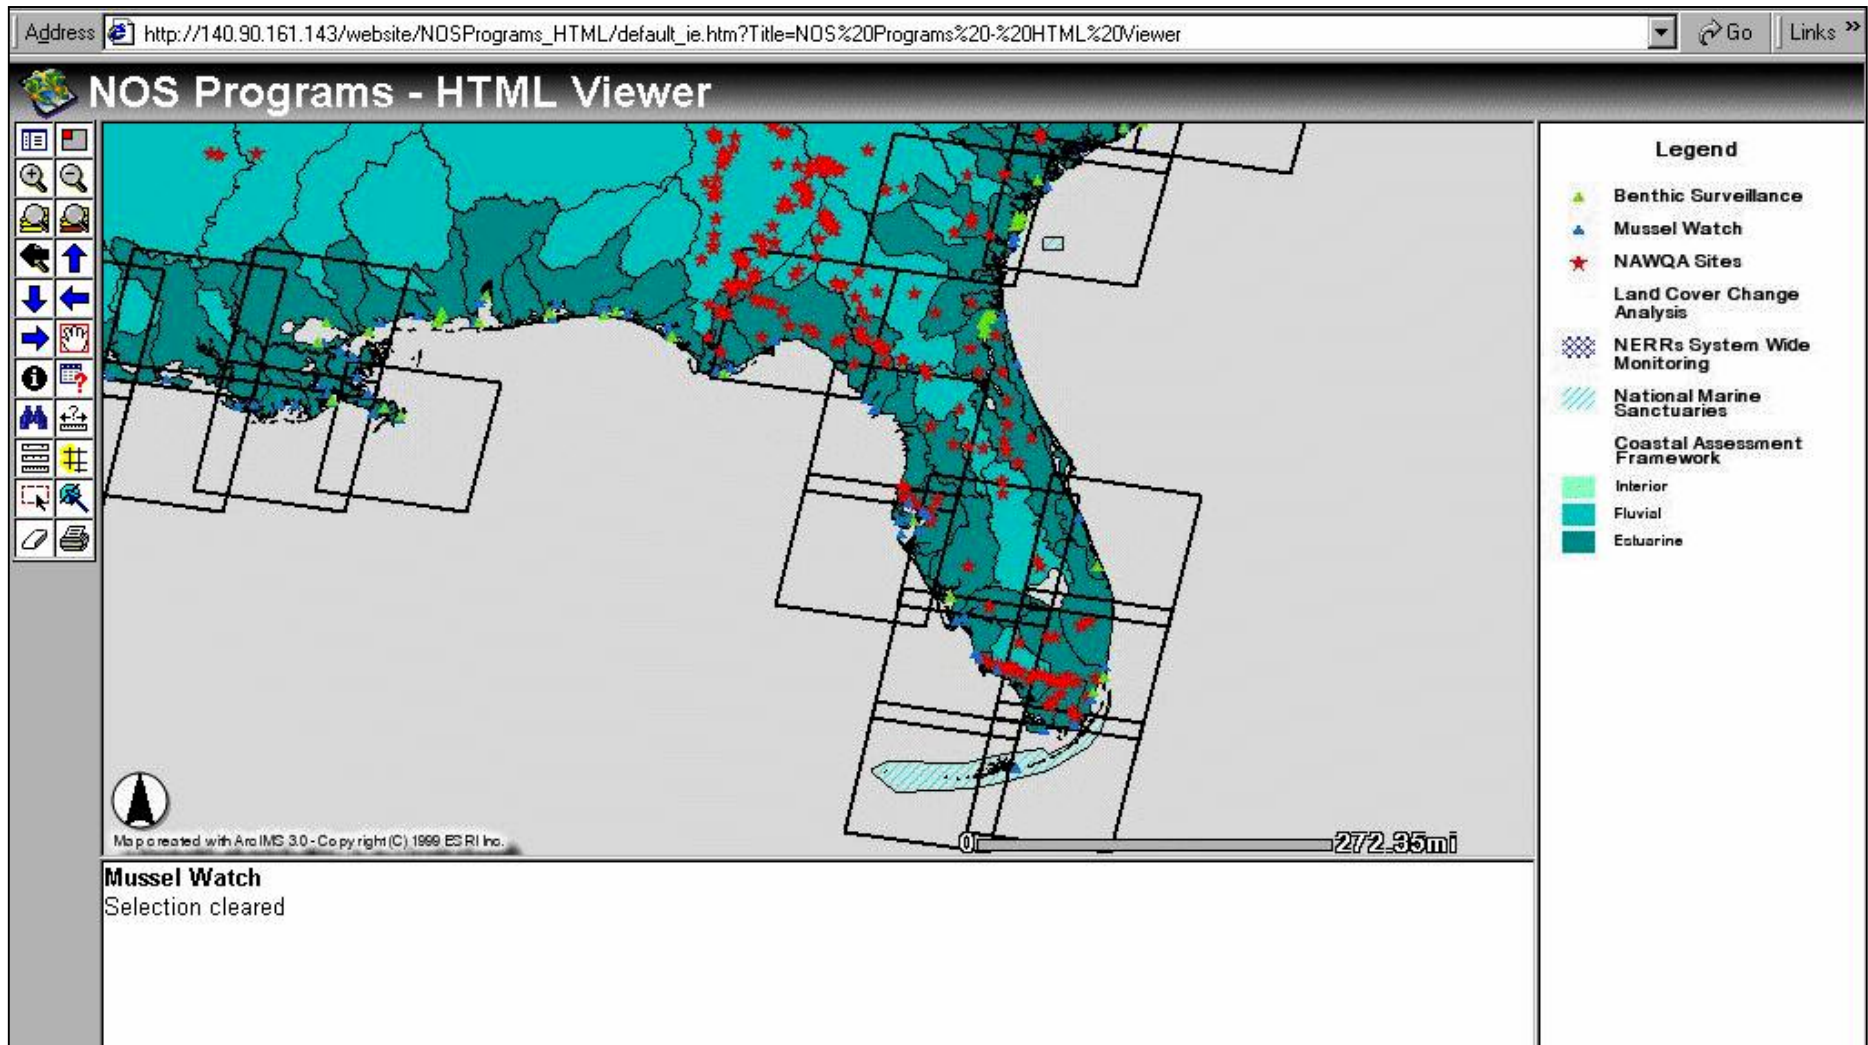 Address http://140.90.161.143/website/NOSPrograms_HTML/default_ie.htm?Title=NOS%20Programs%20-%20HTML%20Viewer Go Links »
NOS Programs - HTML Viewer
Legend
Benthic Surveillance
Mussel Watch
NAWQA Sites
Land Cover Change
Analysis
NERRs System Wide
Monitoring
National Marine
Sanctuaries
Coastal Assessment
Framework
Interior
Fluvial
Estuarine
Map created with ArcIMS 3.0 - Copyright (C) 1999 ESRI Inc.
0 272.35mi
Mussel Watch
Selection cleared